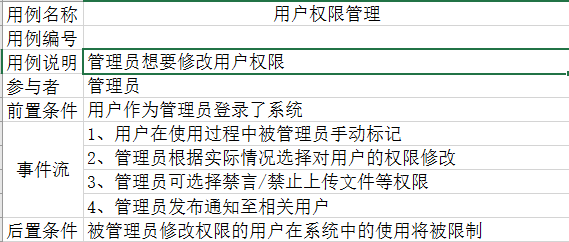 用例名称 用户权限管理
用例编号
用例说明 管理员想要修改用户权限
参与者 管理员
前置条件 用户作为管理员登录了系统
事件流
1、用户在使用过程中被管理员手动标记
2、管理员根据实际情况选择对用户的权限修改
3、管理员可选择禁言/禁止上传文件等权限
4、管理员发布通知至相关用户
后置条件 被管理员修改权限的用户在系统中的使用将被限制